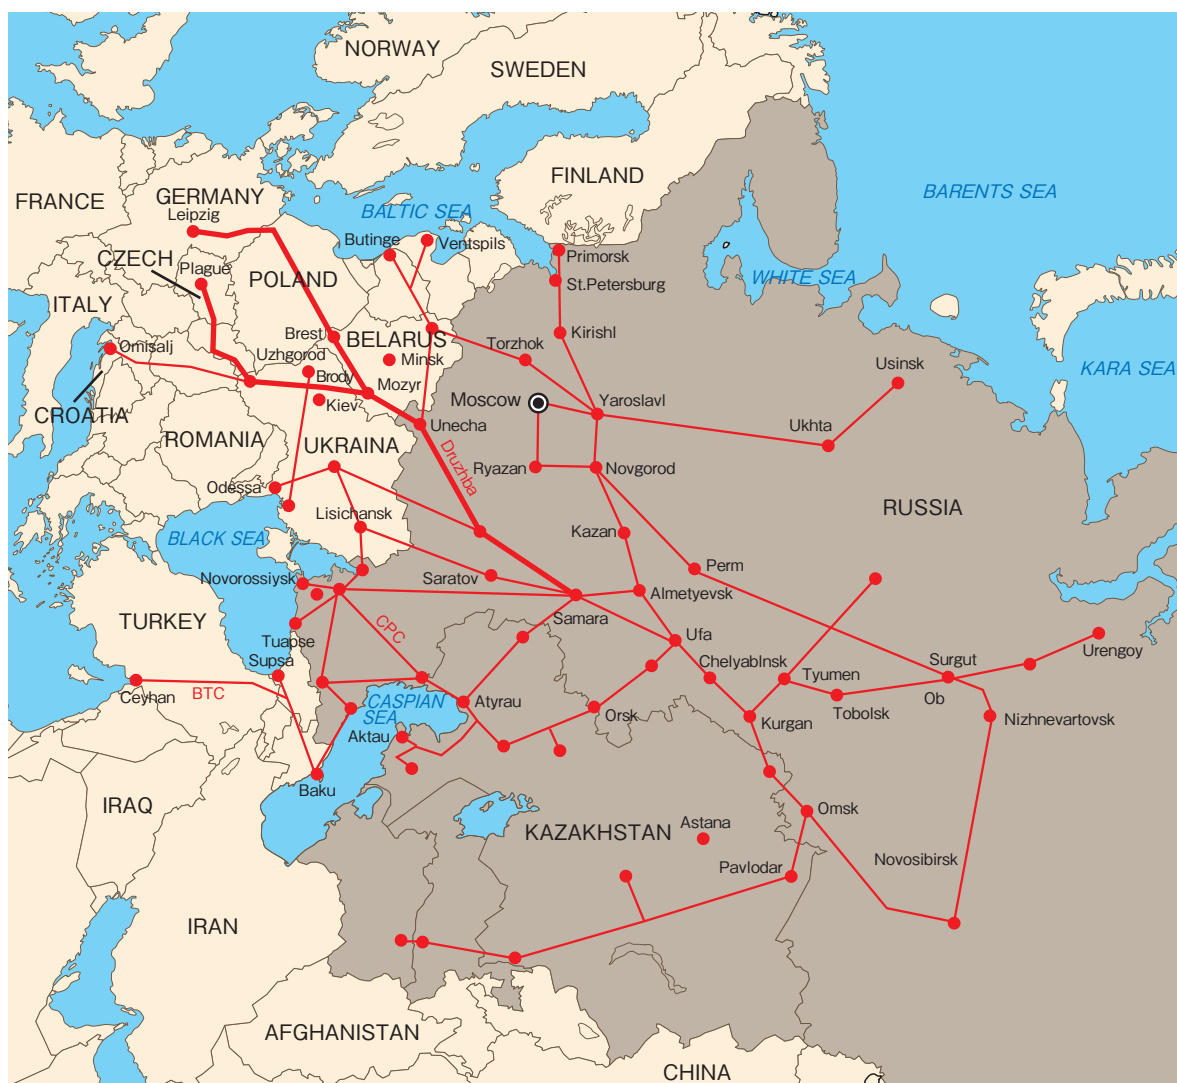 NORWAY
SWEDEN
FINLAND
BARENTS SEA
FRANCE
GERMANY
Leipzig
BALTIC SEA
Butinge
Ventspils
Primorsk
WHITE SEA
CZECH
Plague
POLAND
St.Petersburg
ITALY
Brest
BELARUS
Kirishl
Omisalj
Uzhgorod
Minsk
Torzhok
Usinsk
KARA SEA
Brody
Mozyr
Moscow
Yaroslavl
CROATIA
Kiev
Unecha
Ukhta
ROMANIA
UKRAINA
Druzhba
Ryazan
Novgorod
Odessa
RUSSIA
Lisichansk
BLACK SEA
Kazan
Novorossiysk
Saratov
Perm
Almetyevsk
TURKEY
CPC
Samara
Tuapse
Ufa
Urengoy
Supsa
Chelyablnsk
Surgut
Tyumen
Ceyhan
BTC
CASPIAN
SEA
Atyrau
Ob
Orsk
Tobolsk
Nizhnevartovsk
Aktau
Kurgan
Baku
IRAQ
Omsk
KAZAKHSTAN
Astana
Pavlodar
Novosibirsk
IRAN
AFGHANISTAN
CHINA